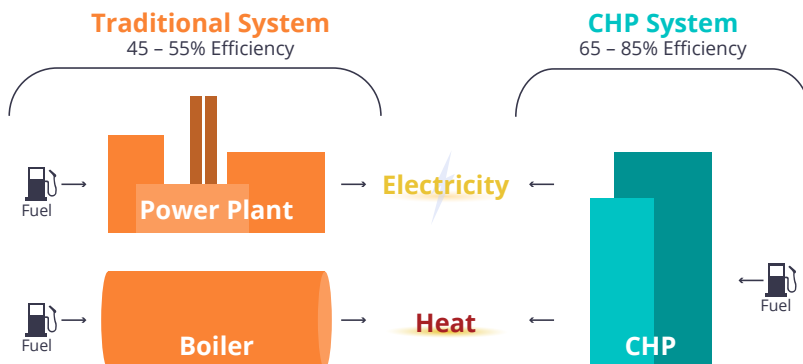 Traditional System
45 – 55% Efficiency
CHP System
65 – 85% Efficiency
Fuel
Power Plant
Electricity
Fuel
Boiler
Heat
CHP
Fuel